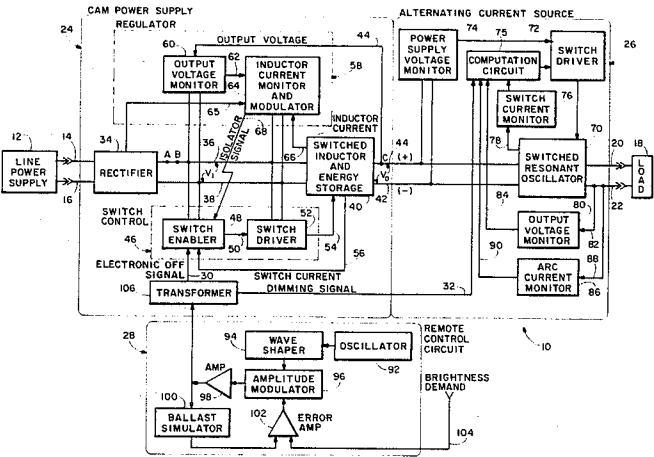 CAM POWER SUPPLY
ALTERNATING CURRENT SOURCE
24
REGULATOR
60
OUTPUT VOLTAGE
44
74
75
72
26
OUTPUT
VOLTAGE
MONITOR
62
64
INDUCTOR
CURRENT
MONITOR
AND
MODULATOR
58
POWER
SUPPLY
VOLTAGE
MONITOR
COMPUTATION
CIRCUIT
SWITCH
DRIVER
65
68
SWITCH
CURRENT
MONITOR
76
12
14
34
36
ISOLATOR
SIGNAL
INDUCTOR
CURRENT
66
44
78
70
20
18
LINE
POWER
SUPPLY
RECTIFIER
A B
V₁
SWITCHED
INDUCTOR
AND
ENERGY
STORAGE
C
(+)
V₀
(−)
SWITCHED
RESONANT
OSCILLATOR
LOAD
16
38
40
42
84
80
22
SWITCH
CONTROL
46
SWITCH
ENABLER
48
50
SWITCH
DRIVER
52
54
56
90
OUTPUT
VOLTAGE
MONITOR
82
88
ELECTRONIC OFF
SIGNAL
30
SWITCH CURRENT
DIMMING SIGNAL
32
ARC
CURRENT
MONITOR
86
106
TRANSFORMER
28
94
WAVE
SHAPER
OSCILLATOR
92
REMOTE
CONTROL
CIRCUIT
10
AMP
98
AMPLITUDE
MODULATOR
96
BRIGHTNESS
DEMAND
100
BALLAST
SIMULATOR
102
ERROR
AMP
104